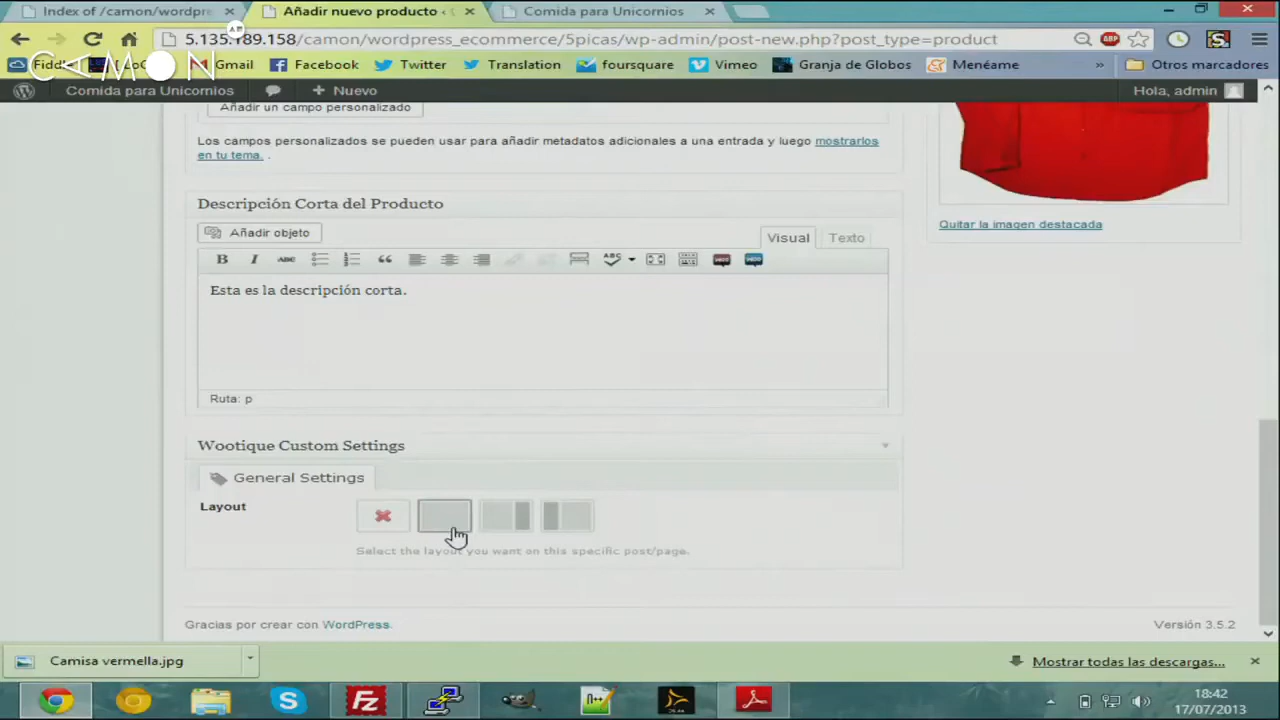 Index of /camon/wordpre
Añadir nuevo producto ‹
Comida para Unicornios
5.135.189.158/camon/wordpress_ecommerce/5picas/wp-admin/post-new.php?post_type=product
ABP
S
CAMON
Fiddl
Gmail
Facebook
Twitter
Translation
foursquare
Vimeo
Granja de Globos
Menéame
»
Otros marcadores
Comida para Unicornios
+ Nuevo
Hola, admin
Añadir un campo personalizado
Los campos personalizados se pueden usar para añadir metadatos adicionales a una entrada y luego mostrarlos
en tu tema. .
Quitar la imagen destacada
Descripción Corta del Producto
Añadir objeto
Visual
Texto
B I ABC
ABC
Esta es la descripción corta.
Ruta: p
Wootique Custom Settings
General Settings
Layout
Select the layout you want on this specific post/page.
Gracias por crear con WordPress.
Versión 3.5.2
Camisa vermella.jpg
Mostrar todas las descargas...
18:42
17/07/2013